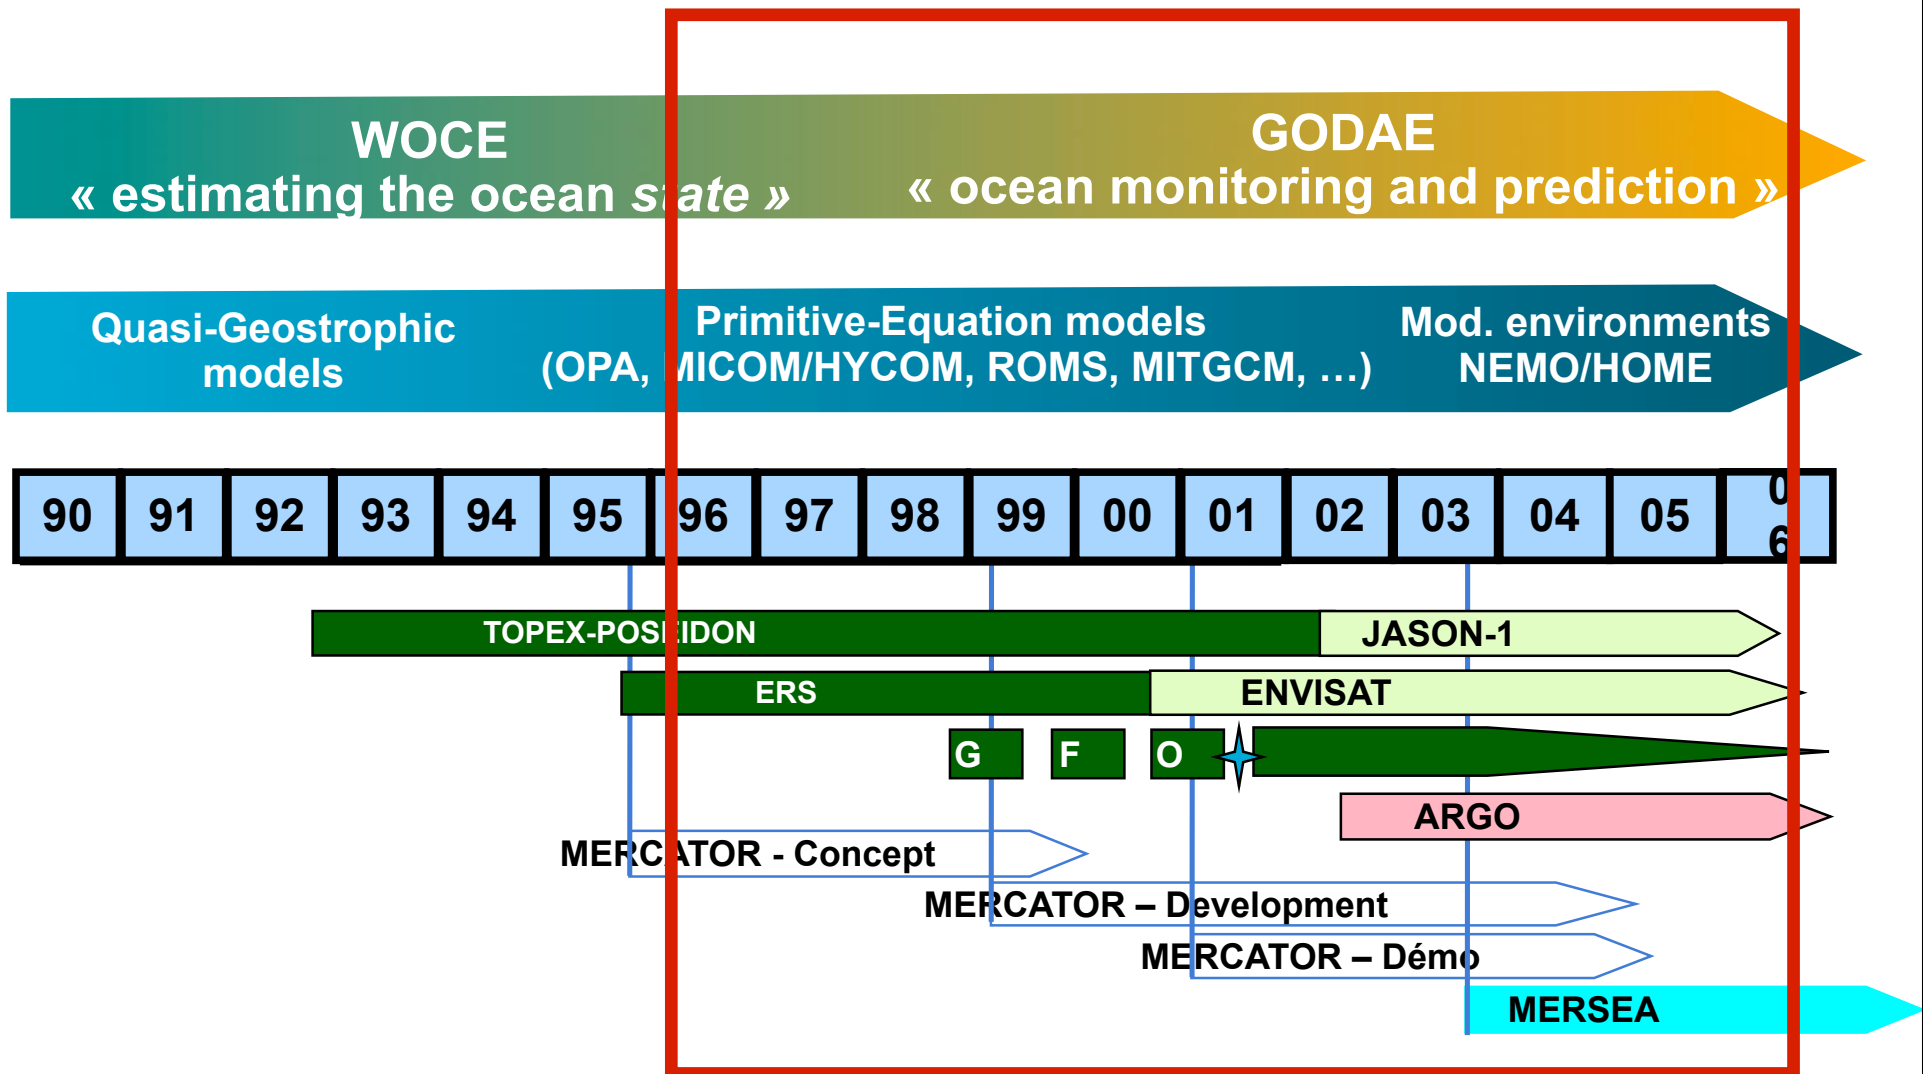 WOCE
« estimating the ocean state »
GODAE
« ocean monitoring and prediction »
Quasi-Geostrophic
models
Primitive-Equation models
(OPA, MICOM/HYCOM, ROMS, MITGCM, …)
Mod. environments
NEMO/HOME
90 91 92 93 94 95 96 97 98 99 00 01 02 03 04 05 06
TOPEX-POSEIDON
JASON-1
ERS
ENVISAT
G F O
ARGO
MERCATOR - Concept
MERCATOR – Development
MERCATOR – Démo
MERSEA